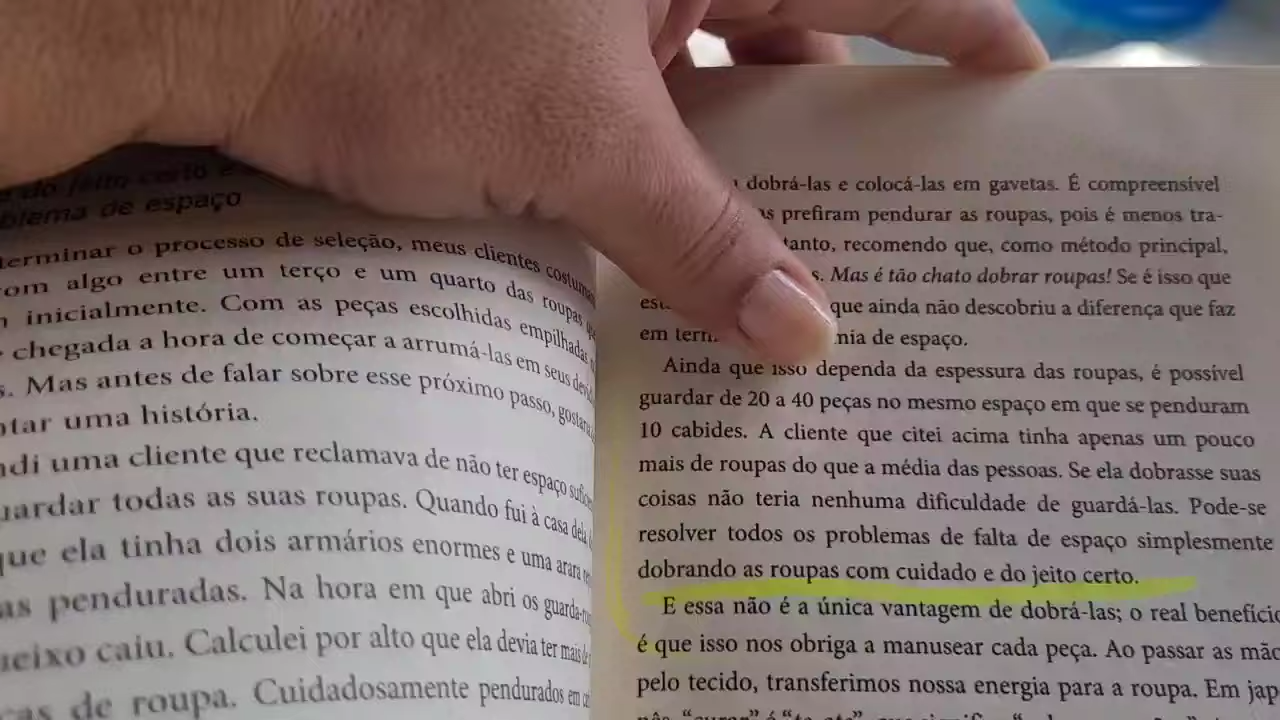 do jeito certo e
blema de espaço
terminar o processo de seleção, meus clientes
om algo entre um terço e um quarto das roupas
inicialmente. Com as peças escolhidas empilhadas
chegada a hora de começar a arrumá-las em seus
s. Mas antes de falar sobre esse próximo passo,
ntar uma história.
ndi uma cliente que reclamava de não ter espaço
uardar todas as suas roupas. Quando fui à casa dela
que ela tinha dois armários enormes e uma arara
as penduradas. Na hora em que abri os
ueixo caiu. Calculei por alto que ela devia ter mais
ças de roupa. Cuidadosamente pendurados em
dobrá-las e colocá-las em gavetas. É compreensível
as prefiram pendurar as roupas, pois é menos tra-
tanto, recomendo que, como método principal,
s. Mas é tão chato dobrar roupas! Se é isso que
est que ainda não descobriu a diferença que faz
em term mia de espaço.
Ainda que isso dependa da espessura das roupas, é possível
guardar de 20 a 40 peças no mesmo espaço em que se penduram
10 cabides. A cliente que citei acima tinha apenas um pouco
mais de roupas do que a média das pessoas. Se ela dobrasse suas
coisas não teria nenhuma dificuldade de guardá-las. Pode-se
resolver todos os problemas de falta de espaço simplesmente
dobrando as roupas com cuidado e do jeito certo.
E essa não é a única vantagem de dobrá-las; o real benefício
é que isso nos obriga a manusear cada peça. Ao passar as mão
pelo tecido, transferimos nossa energia para a roupa. Em jap